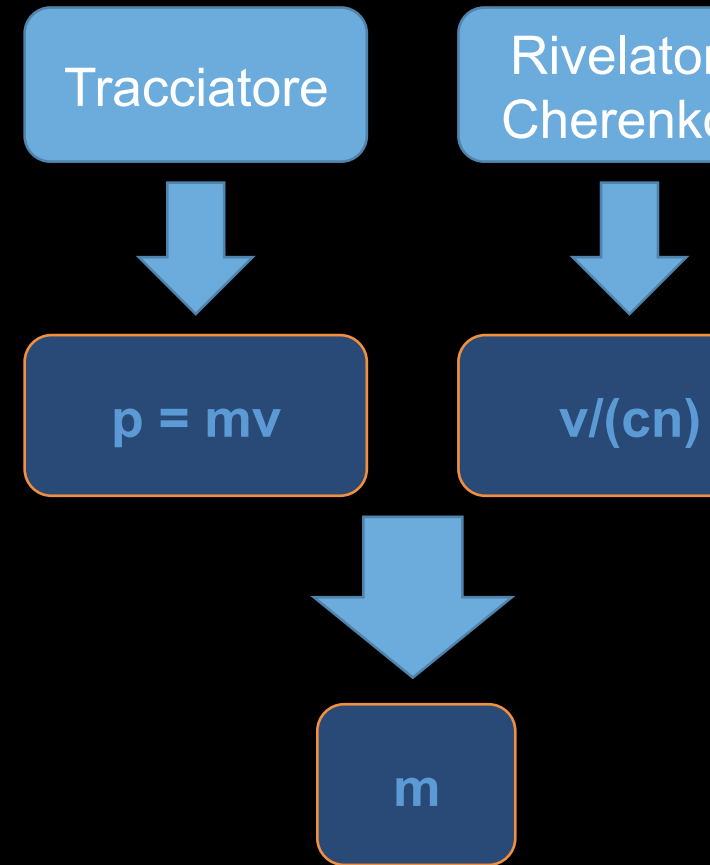 Tracciatore
Rivelator
Cherenko
p = mv
v/(cn)
m